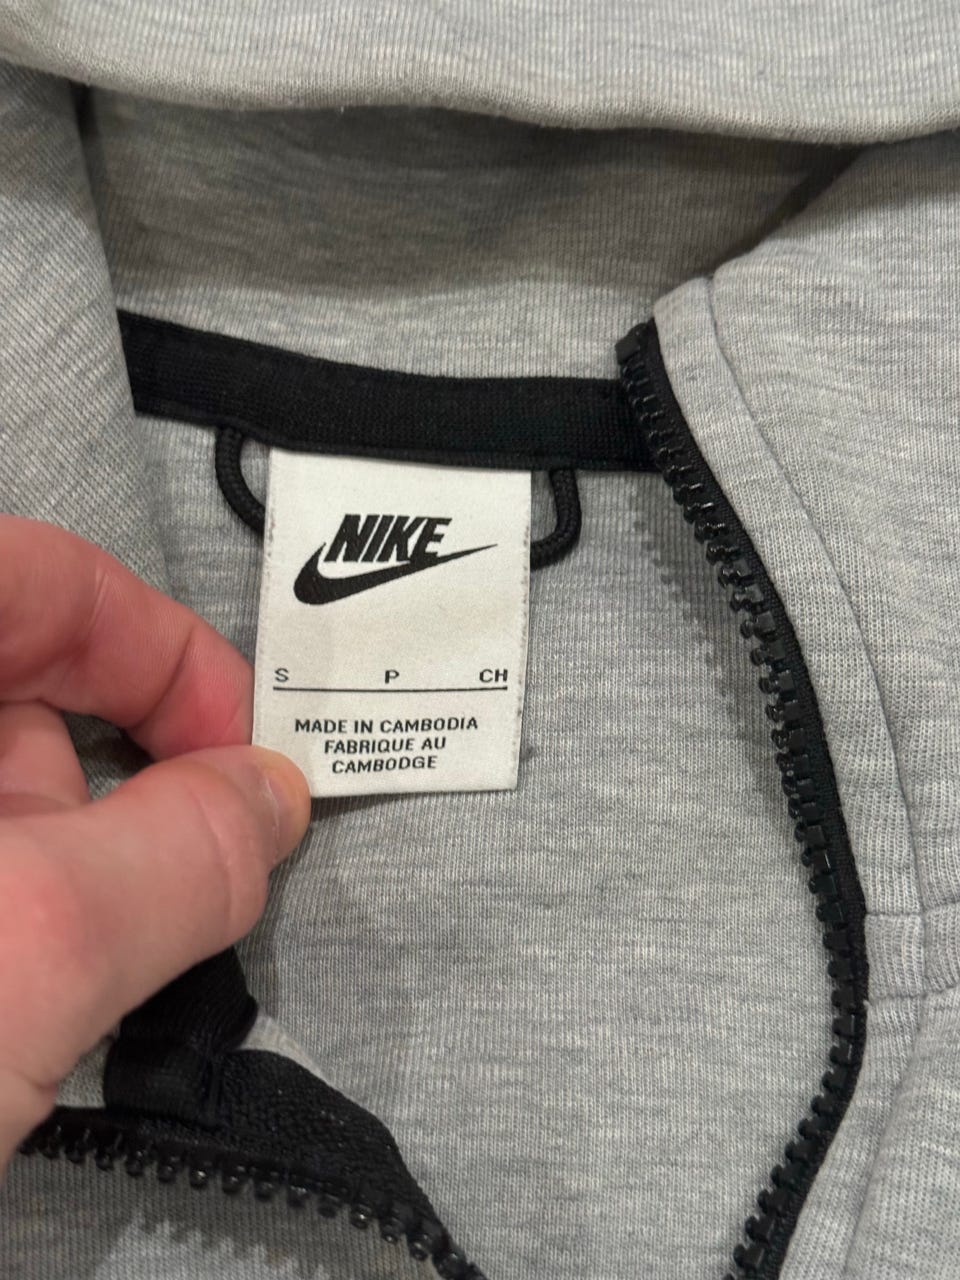 NIKE
S P CH
MADE IN CAMBODIA
FABRIQUE AU
CAMBODGE